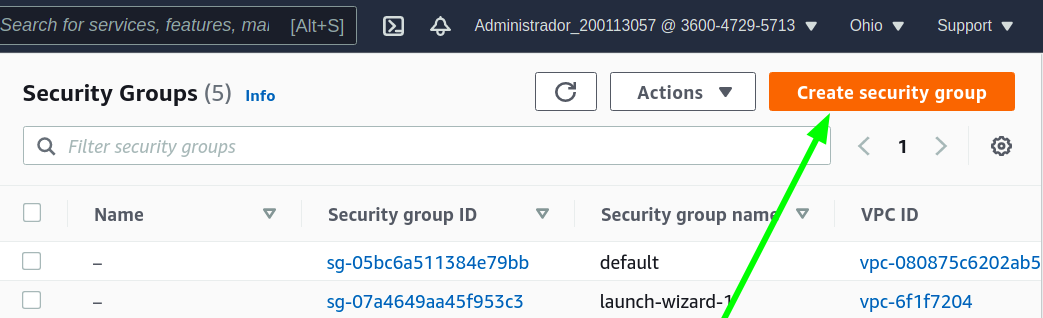 Search for services, features, mar [Alt+S] Administrador_200113057 @ 3600-4729-5713 Ohio Support
Security Groups (5) Info Actions Create security group
Filter security groups 1
Name Security group ID Security group name VPC ID
– sg-05bc6a511384e79bb default vpc-080875c6202ab5
– sg-07a4649aa45f953c3 launch-wizard-1 vpc-6f1f7204